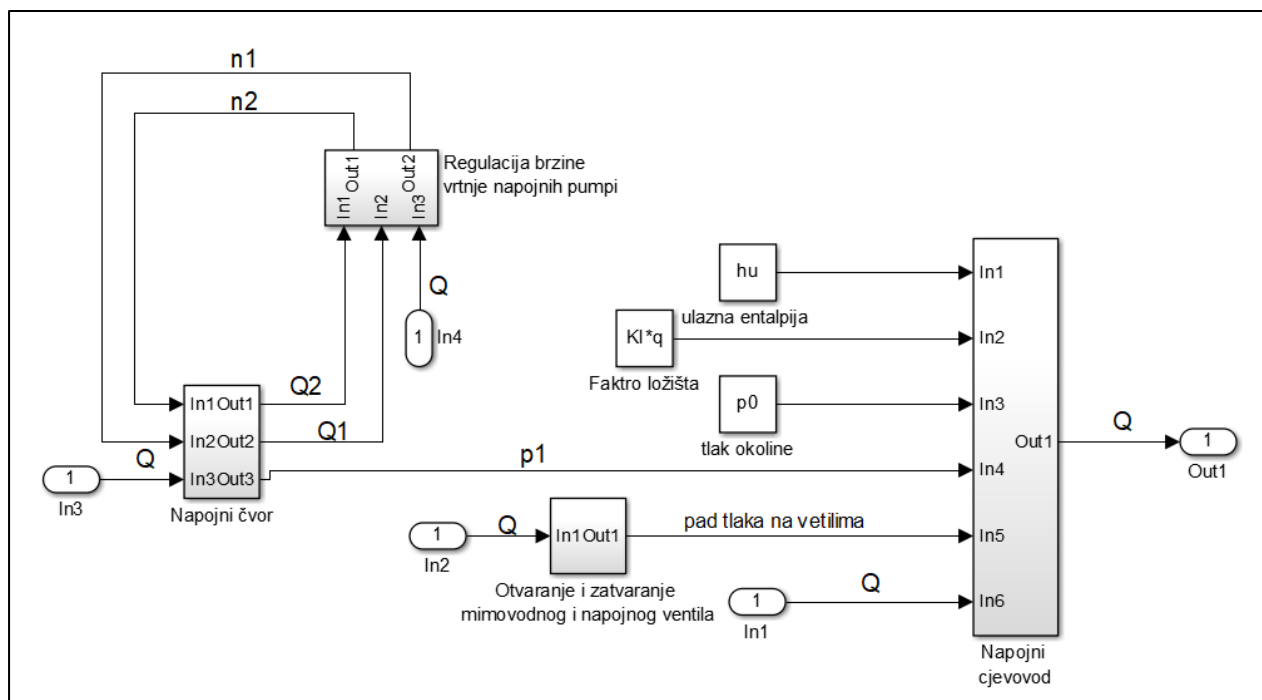 n1
n2
Out1
Out2
In1
In2
In3
Regulacija brzine
vrtnje napojnih pumpi
Q
1
In4
hu
ulazna entalpija
Kl*q
Faktro ložišta
p0
tlak okoline
In1 Out1
In2 Out2
In3 Out3
Napojni čvor
Q2
Q1
Q
1
In3
p1
1
In2
Q
In1 Out1
Otvaranje i zatvaranje
mimovodnog i napojnog ventila
pad tlaka na vetilima
1
In1
Q
In1
In2
In3
In4
In5
In6
Out1
Napojni
cjevovod
Q
1
Out1